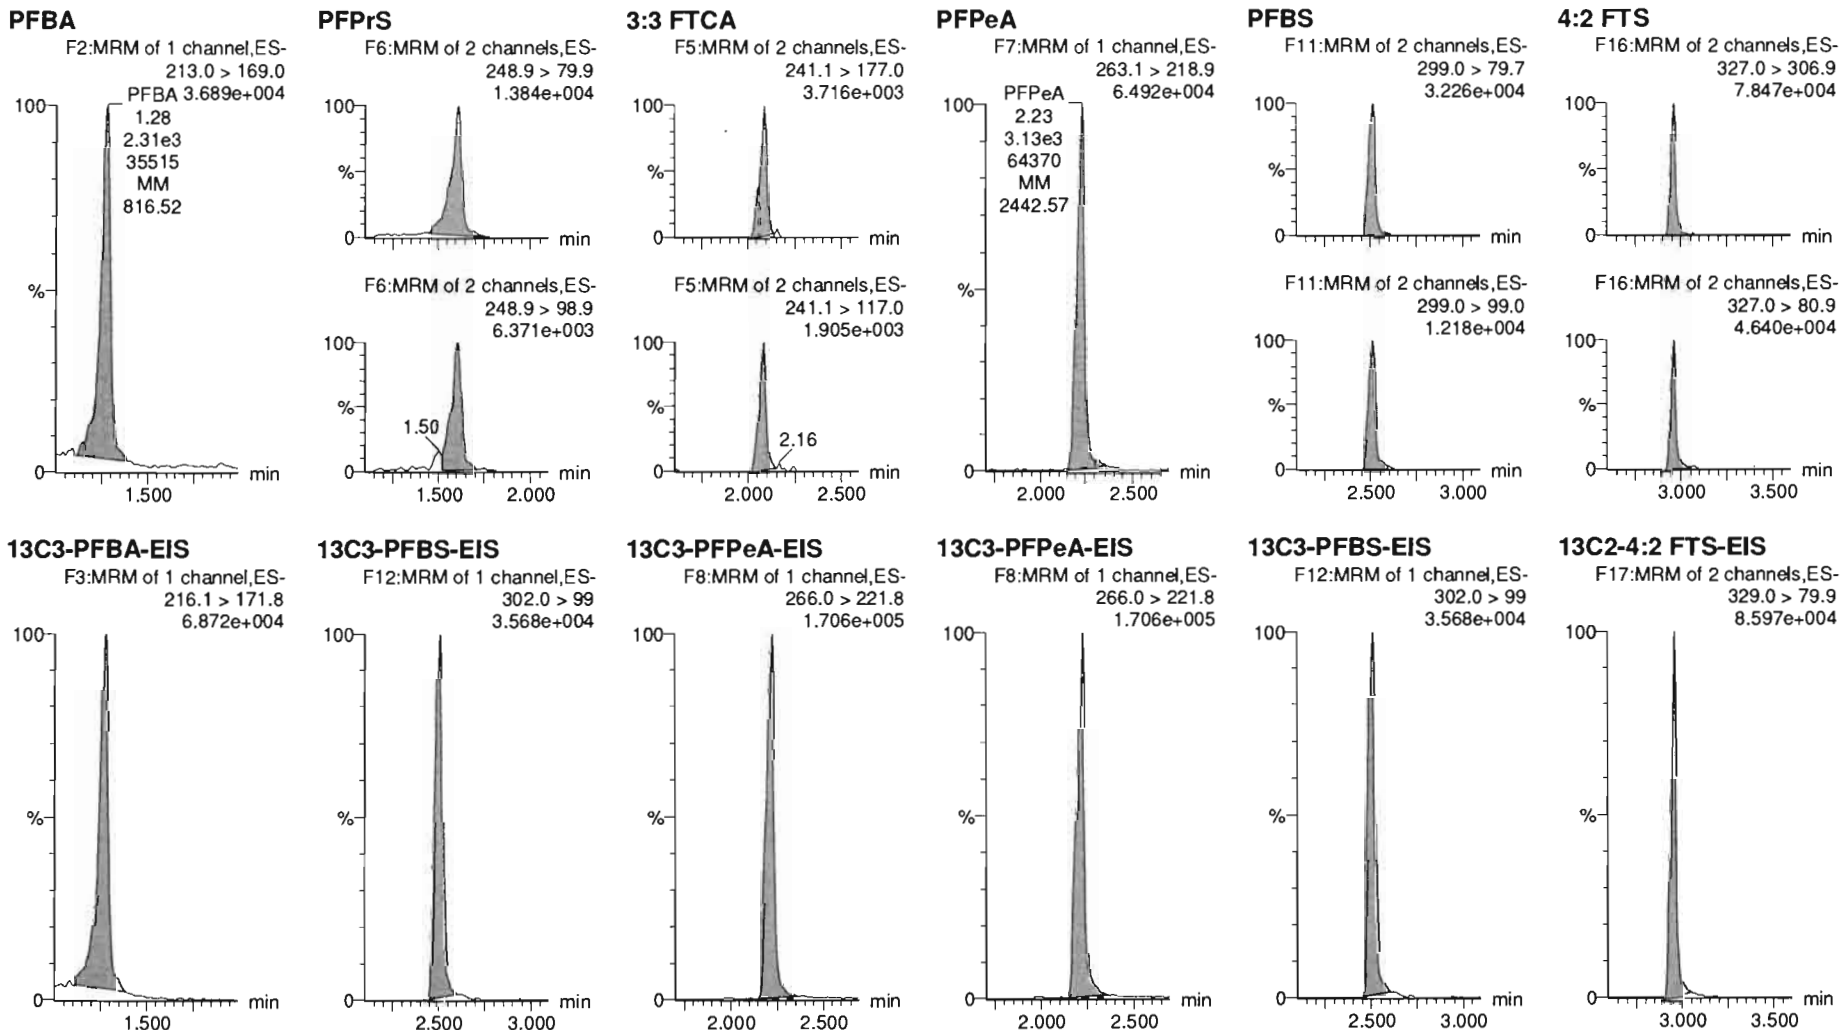 PFBA
F2:MRM of 1 channel,ES-
213.0 > 169.0
PFBA 3.689e+004
100
1.28
2.31e3
35515
MM
816.52
%
0
min
1.500
PFPrS
F6:MRM of 2 channels,ES-
248.9 > 79.9
1.384e+004
100
%
0
min
F6:MRM of 2 channels,ES-
248.9 > 98.9
6.371e+003
100
%
1.50
0
min
1.500 2.000
3:3 FTCA
F5:MRM of 2 channels,ES-
241.1 > 177.0
3.716e+003
100
%
0
min
F5:MRM of 2 channels,ES-
241.1 > 117.0
1.905e+003
100
%
2.16
0
min
2.000 2.500
PFPeA
F7:MRM of 1 channel,ES-
263.1 > 218.9
PFPeA 6.492e+004
100
2.23
3.13e3
64370
MM
2442.57
%
0
min
2.000 2.500
PFBS
F11:MRM of 2 channels,ES-
299.0 > 79.7
3.226e+004
100
%
0
min
F11:MRM of 2 channels,ES-
299.0 > 99.0
1.218e+004
100
%
0
min
2.500 3.000
4:2 FTS
F16:MRM of 2 channels,ES-
327.0 > 306.9
7.847e+004
100
%
0
min
F16:MRM of 2 channels,ES-
327.0 > 80.9
4.640e+004
100
%
0
min
3.000 3.500
13C3-PFBA-EIS
F3:MRM of 1 channel,ES-
216.1 > 171.8
6.872e+004
100
%
0
min
1.500
13C3-PFBS-EIS
F12:MRM of 1 channel,ES-
302.0 > 99
3.568e+004
100
%
0
min
2.500 3.000
13C3-PFPeA-EIS
F8:MRM of 1 channel,ES-
266.0 > 221.8
1.706e+005
100
%
0
min
2.000 2.500
13C3-PFPeA-EIS
F8:MRM of 1 channel,ES-
266.0 > 221.8
1.706e+005
100
%
0
min
2.000 2.500
13C3-PFBS-EIS
F12:MRM of 1 channel,ES-
302.0 > 99
3.568e+004
100
%
0
min
2.500 3.000
13C2-4:2 FTS-EIS
F17:MRM of 2 channels,ES-
329.0 > 79.9
8.597e+004
100
%
0
min
3.000 3.500